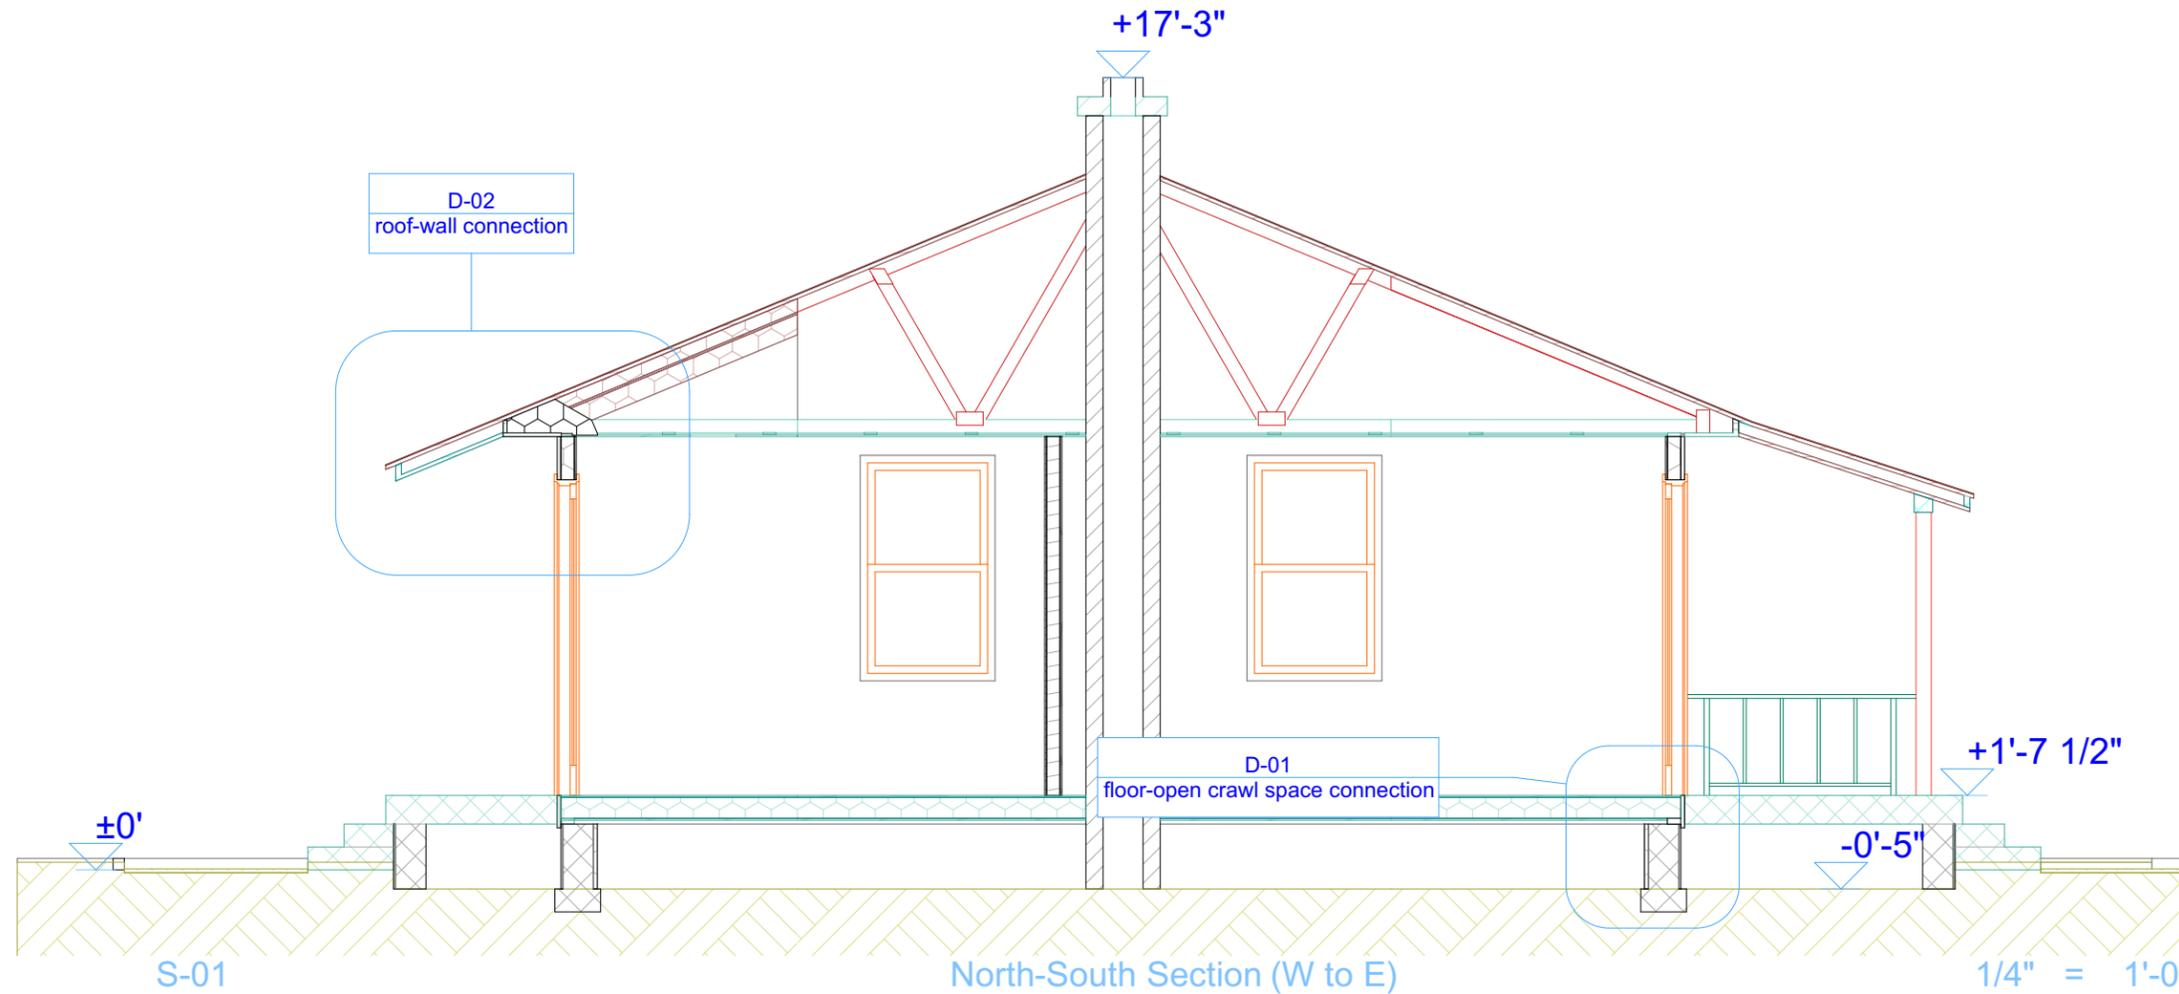 +17'-3"
D-02
roof-wall connection
D-01
floor-open crawl space connection
+1'-7 1/2"
±0'
-0'-5"
S-01
North-South Section (W to E)
1/4" = 1'-0